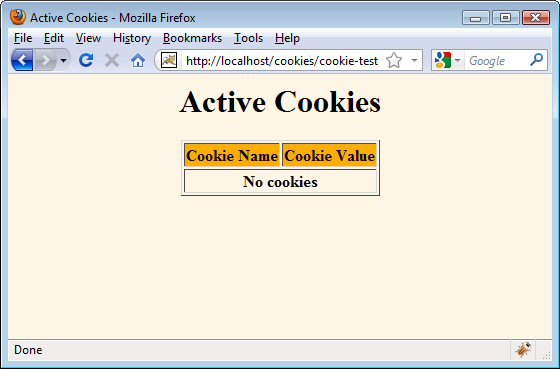 Active Cookies - Mozilla Firefox
File Edit View History Bookmarks Tools Help
http://localhost/cookies/cookie-test Google
Active Cookies
Cookie Name Cookie Value
No cookies
Done